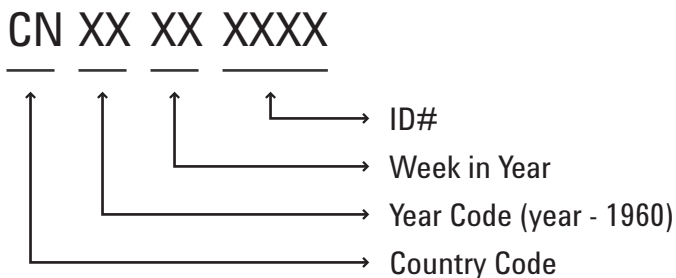 CN XX XX XXXX
ID#
Week in Year
Year Code (year - 1960)
Country Code